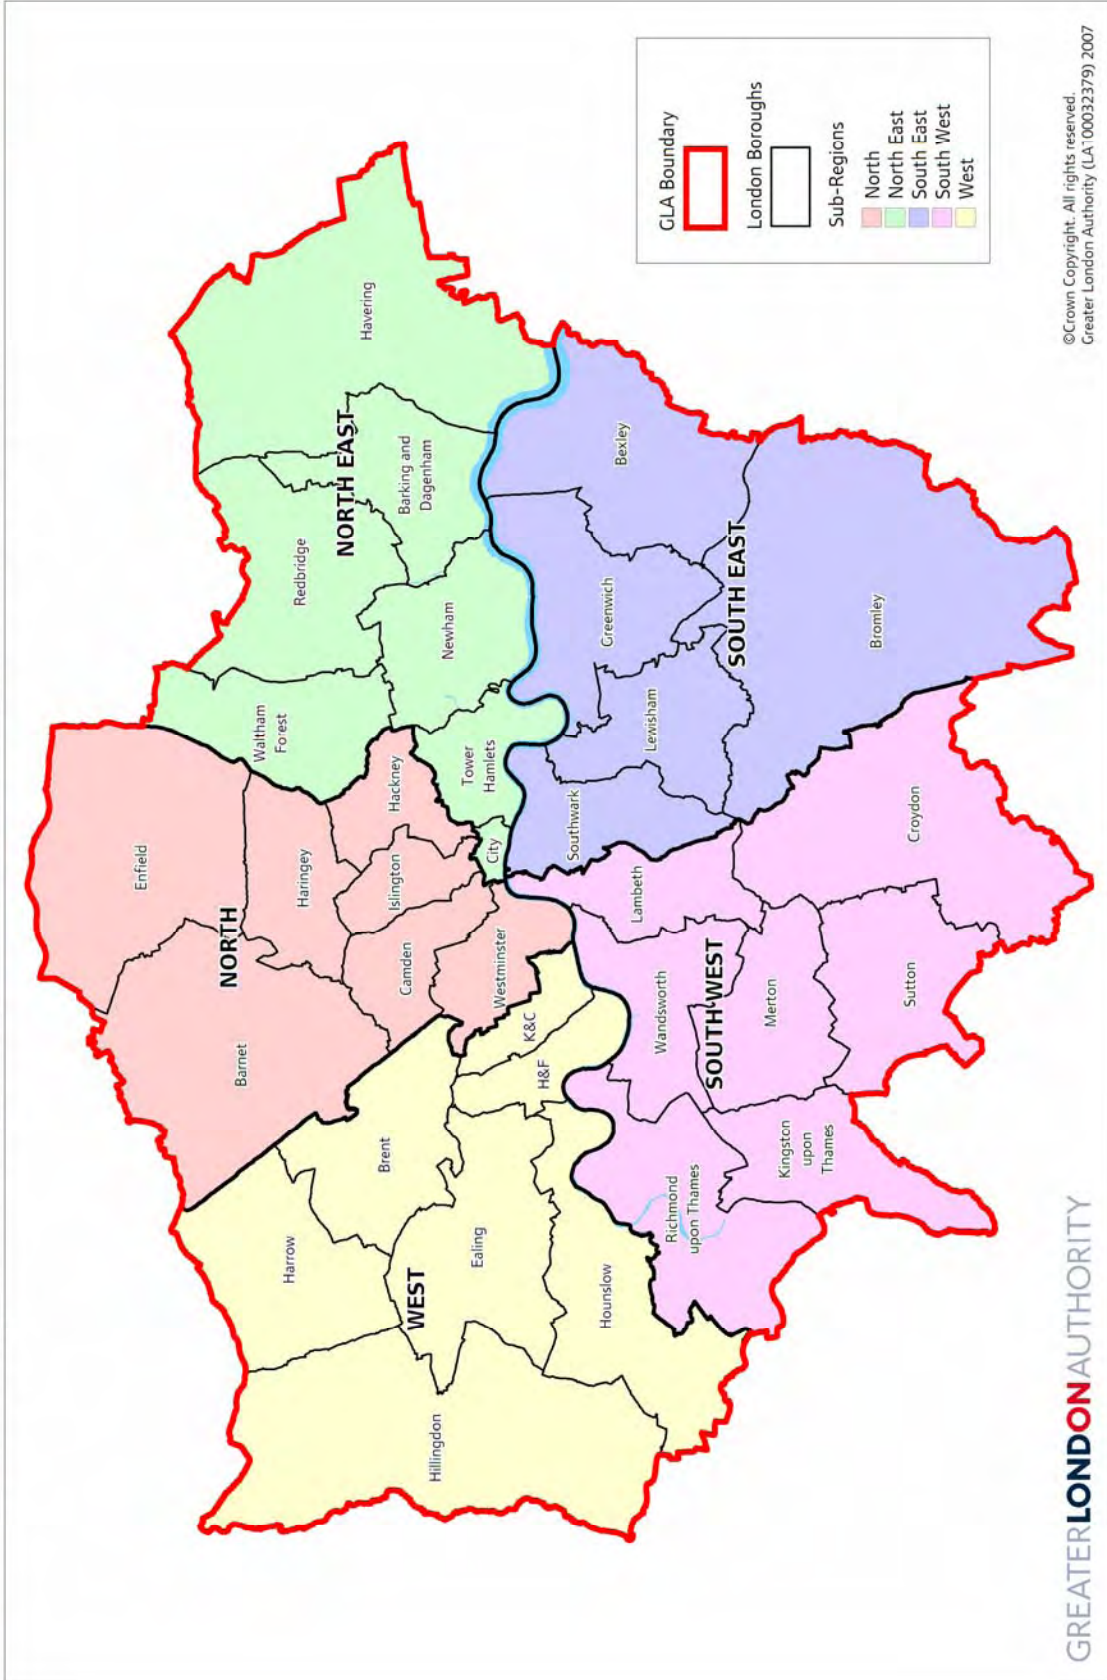 NORTH
Enfield
Barnet
Haringey
Hackney
Islington
Camden
Westminster
NORTH EAST
Waltham
Forest
Redbridge
Havering
Barking and
Dagenham
Newham
Tower
Hamlets
City
WEST
Harrow
Brent
Hillingdon
Ealing
K&C
H&F
Hounslow
SOUTH WEST
Richmond
upon Thames
Wandsworth
Lambeth
Merton
Kingston
upon
Thames
Sutton
Croydon
SOUTH EAST
Southwark
Lewisham
Greenwich
Bexley
Bromley
GLA Boundary
London Boroughs
Sub-Regions
North
North East
South East
South West
West
GREATERLONDONAUTHORITY
©Crown Copyright. All rights reserved.
Greater London Authority (LA100032379) 2007